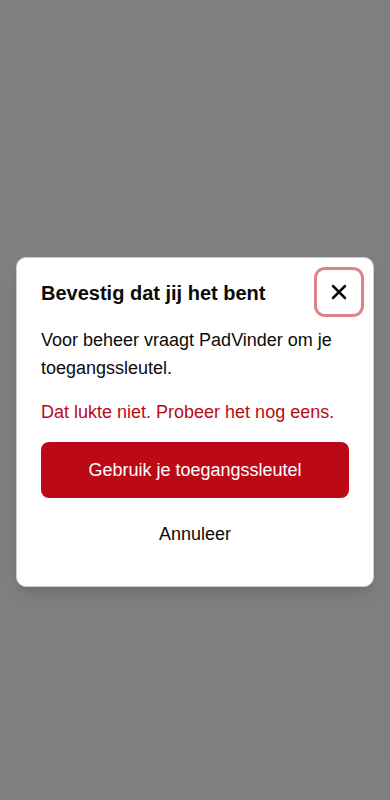 Bevestig dat jij het bent
Voor beheer vraagt PadVinder om je
toegangssleutel.
Dat lukte niet. Probeer het nog eens.
Gebruik je toegangssleutel
Annuleer